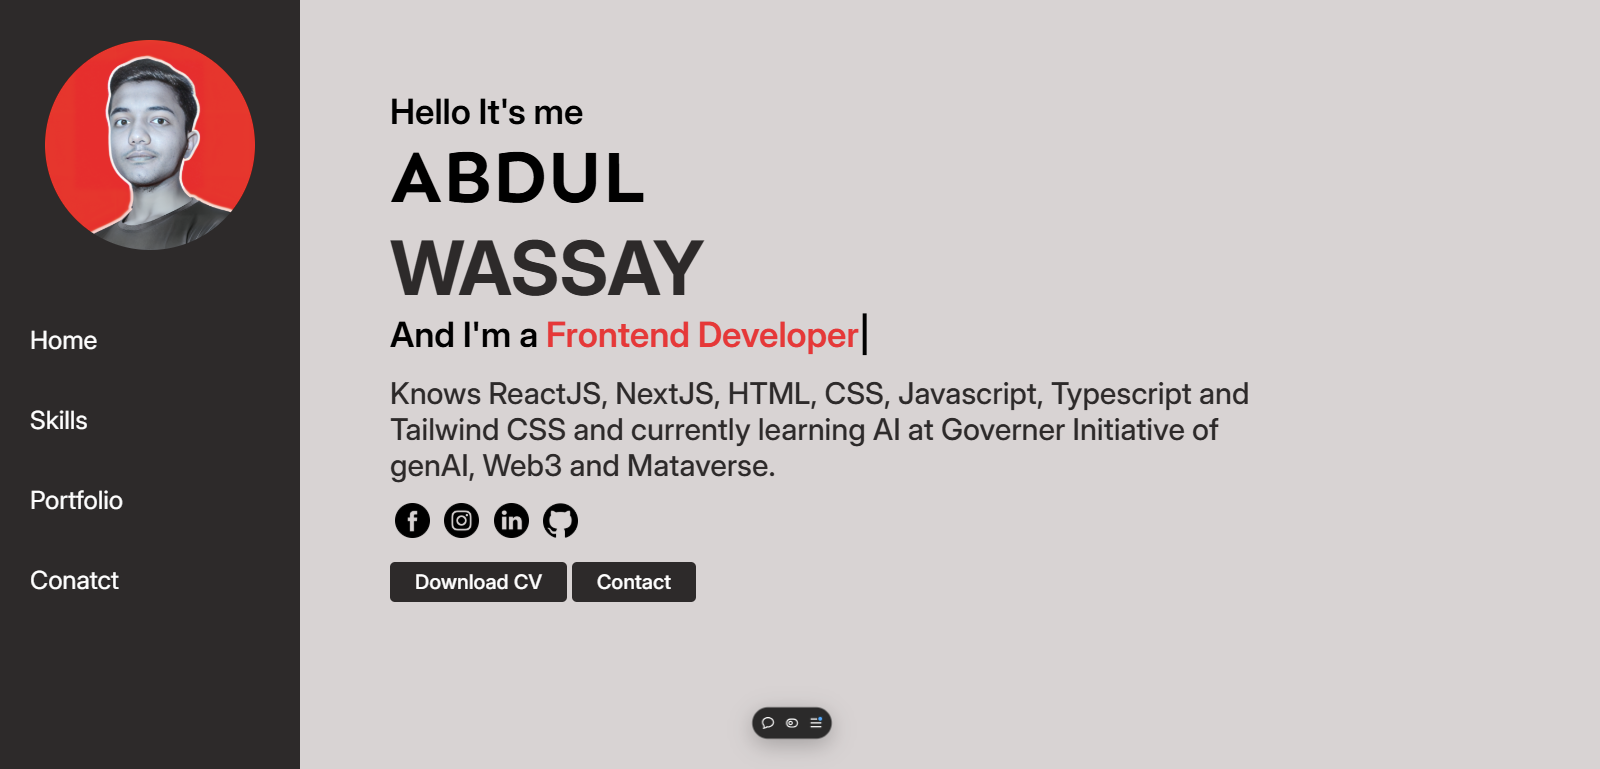 Home
Skills
Portfolio
Conatct
Hello It's me
ABDUL
WASSAY
And I'm a Frontend Developer
Knows ReactJS, NextJS, HTML, CSS, Javascript, Typescript and
Tailwind CSS and currently learning AI at Governer Initiative of
genAI, Web3 and Mataverse.
Download CV
Contact